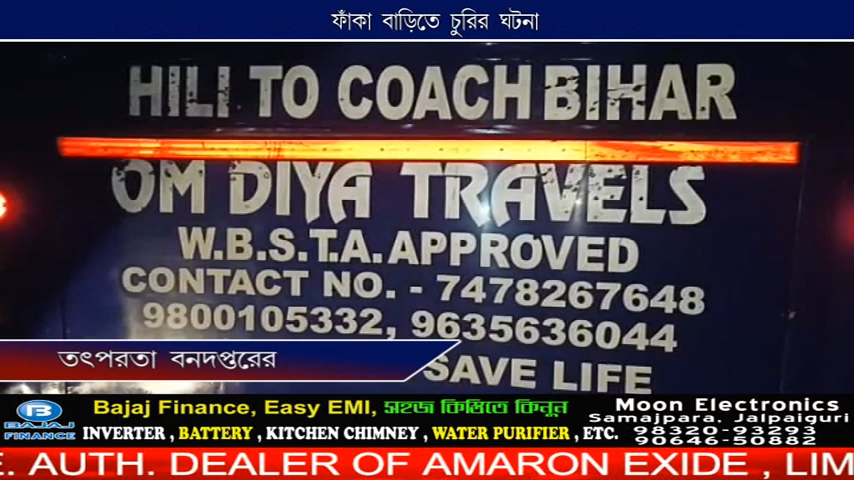 ফাঁকা বাড়িতে চুরির ঘটনা
HILI TO COACH BIHAR
OM DIYA TRAVELS
W.B.S.T.A. APPROVED
CONTACT NO. - 7478267648
9800105332, 9635636044
SAVE LIFE
তৎপরতা বনদপ্তরের
B
BAJAJ
FINANCE
Bajaj Finance, Easy EMI, সহজ কিস্তিতে কিনুন
INVERTER , BATTERY , KITCHEN CHIMNEY , WATER PURIFIER , ETC.
Moon Electronics
Samajpara, Jalpaiguri
98320-93293
90646-50882
E. AUTH. DEALER OF AMARON EXIDE , LIM